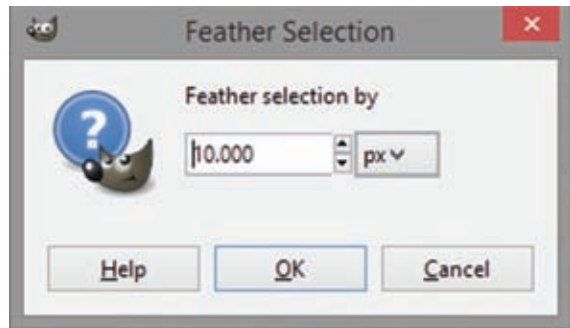 Feather Selection
Feather selection by
10.000 px
Help OK Cancel